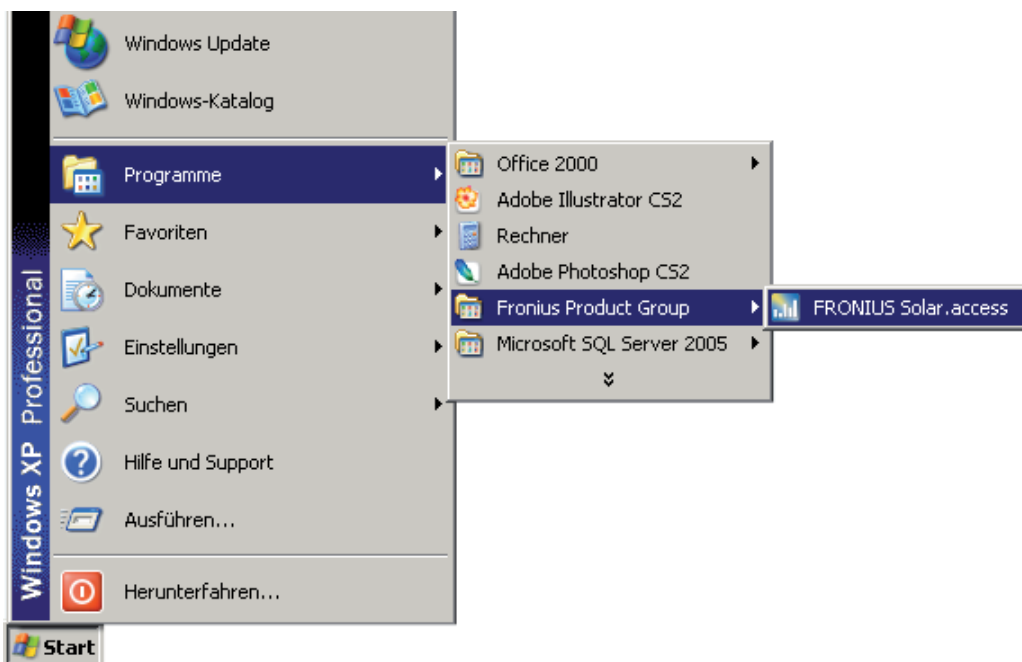 Windows Update
Windows-Katalog
Programme
Favoriten
Dokumente
Einstellungen
Suchen
Hilfe und Support
Ausführen...
Herunterfahren...
Windows XP Professional
Start
Office 2000
Adobe Illustrator CS2
Rechner
Adobe Photoshop CS2
Fronius Product Group
Microsoft SQL Server 2005
FRONIUS Solar.access